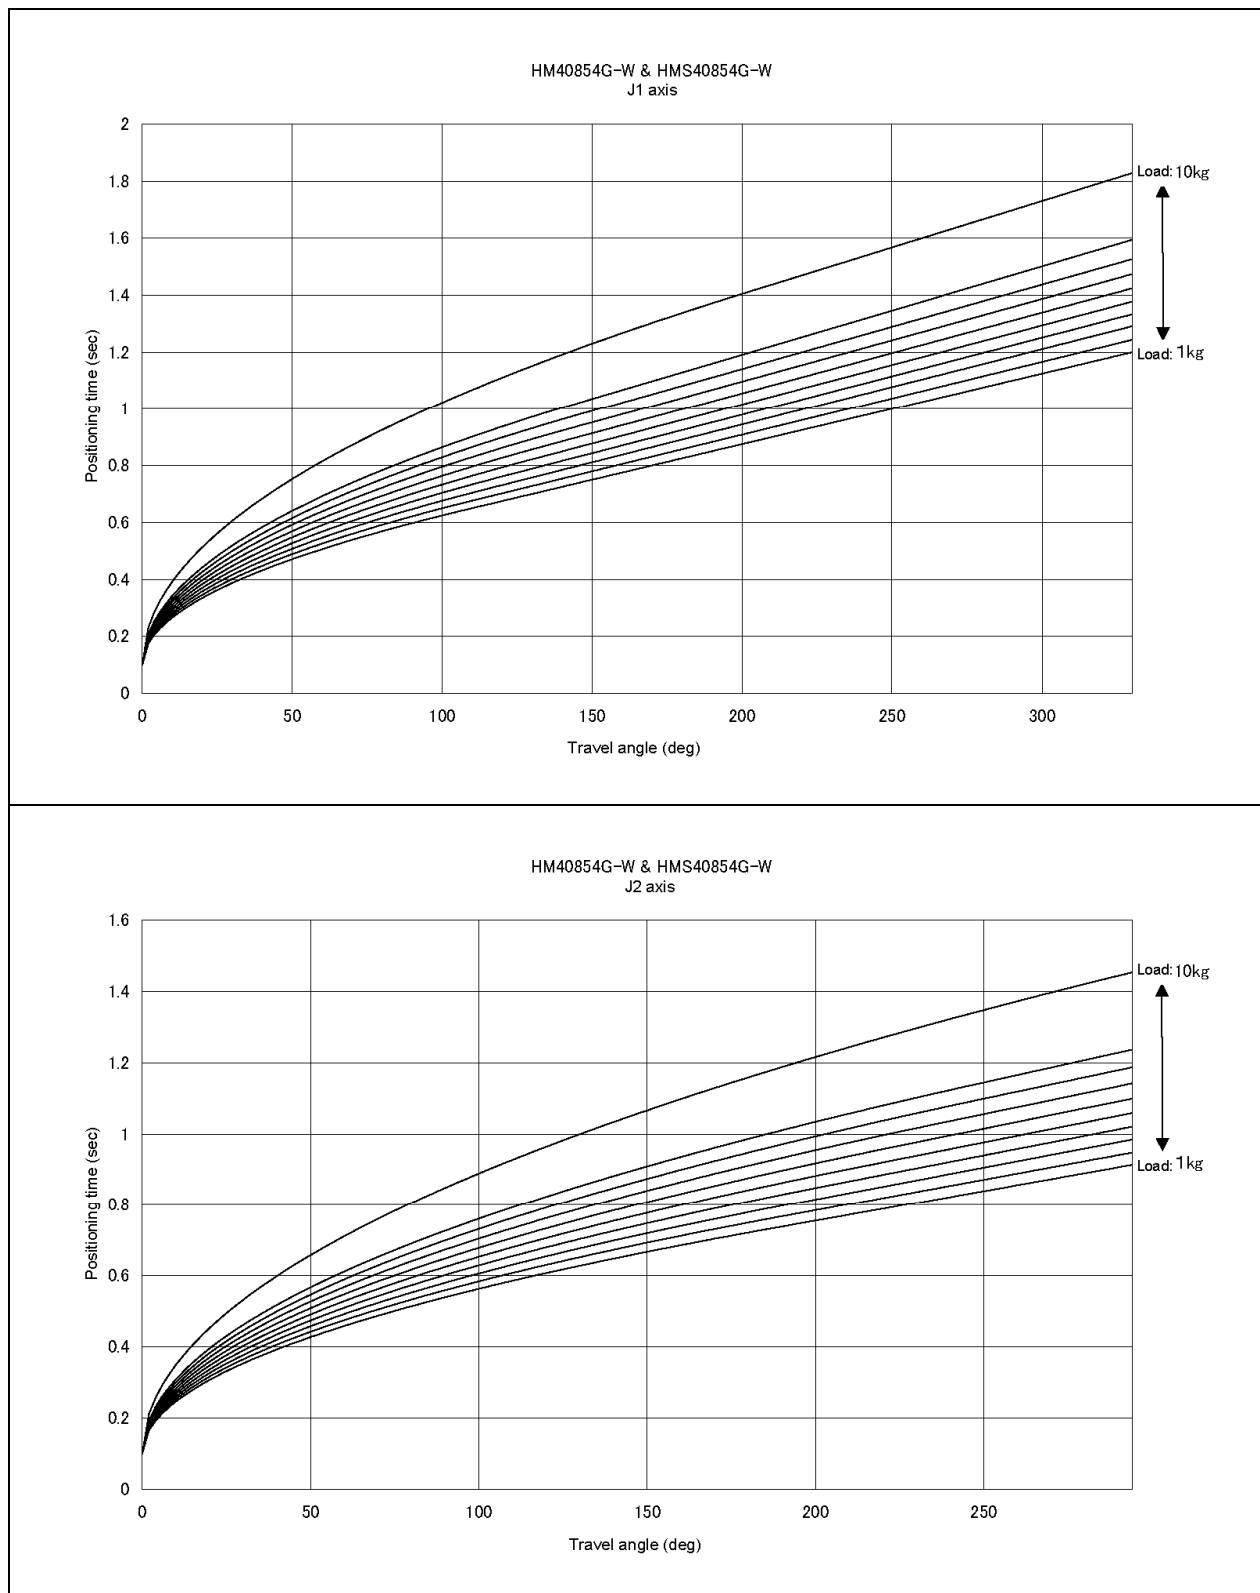 HM40854G-W & HMS40854G-W
J1 axis
2
1.8
1.6
1.4
1.2
1
0.8
0.6
0.4
0.2
0
Positioning time (sec)
Load: 10kg
Load: 1kg
0 50 100 150 200 250 300
Travel angle (deg)
HM40854G-W & HMS40854G-W
J2 axis
1.6
1.4
1.2
1
0.8
0.6
0.4
0.2
0
Positioning time (sec)
Load: 10kg
Load: 1kg
0 50 100 150 200 250
Travel angle (deg)